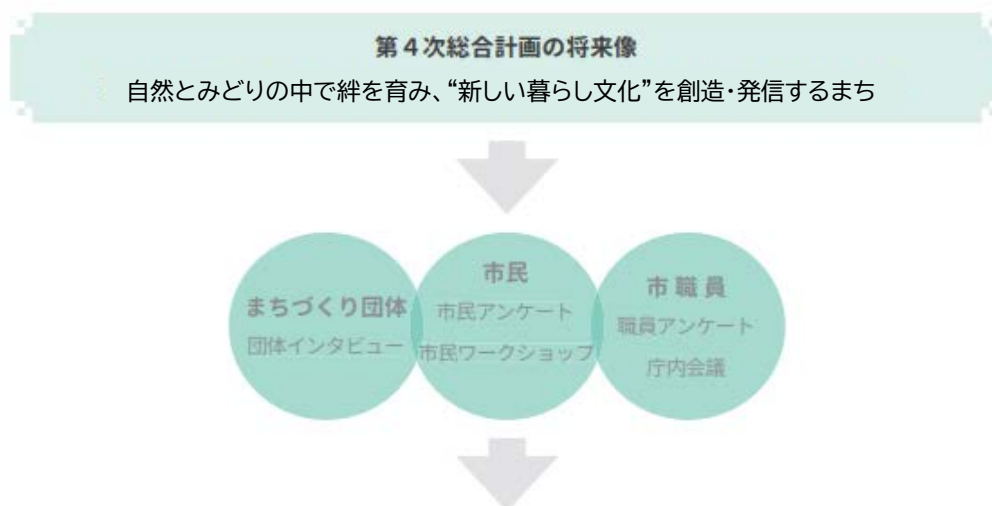 第4次総合計画の将来像
自然とみどりの中で絆を育み、“新しい暮らし文化”を創造・発信するまち
まちづくり団体
団体インタビュー
市民
市民アンケート
市民ワークショップ
市職員
職員アンケート
庁内会議